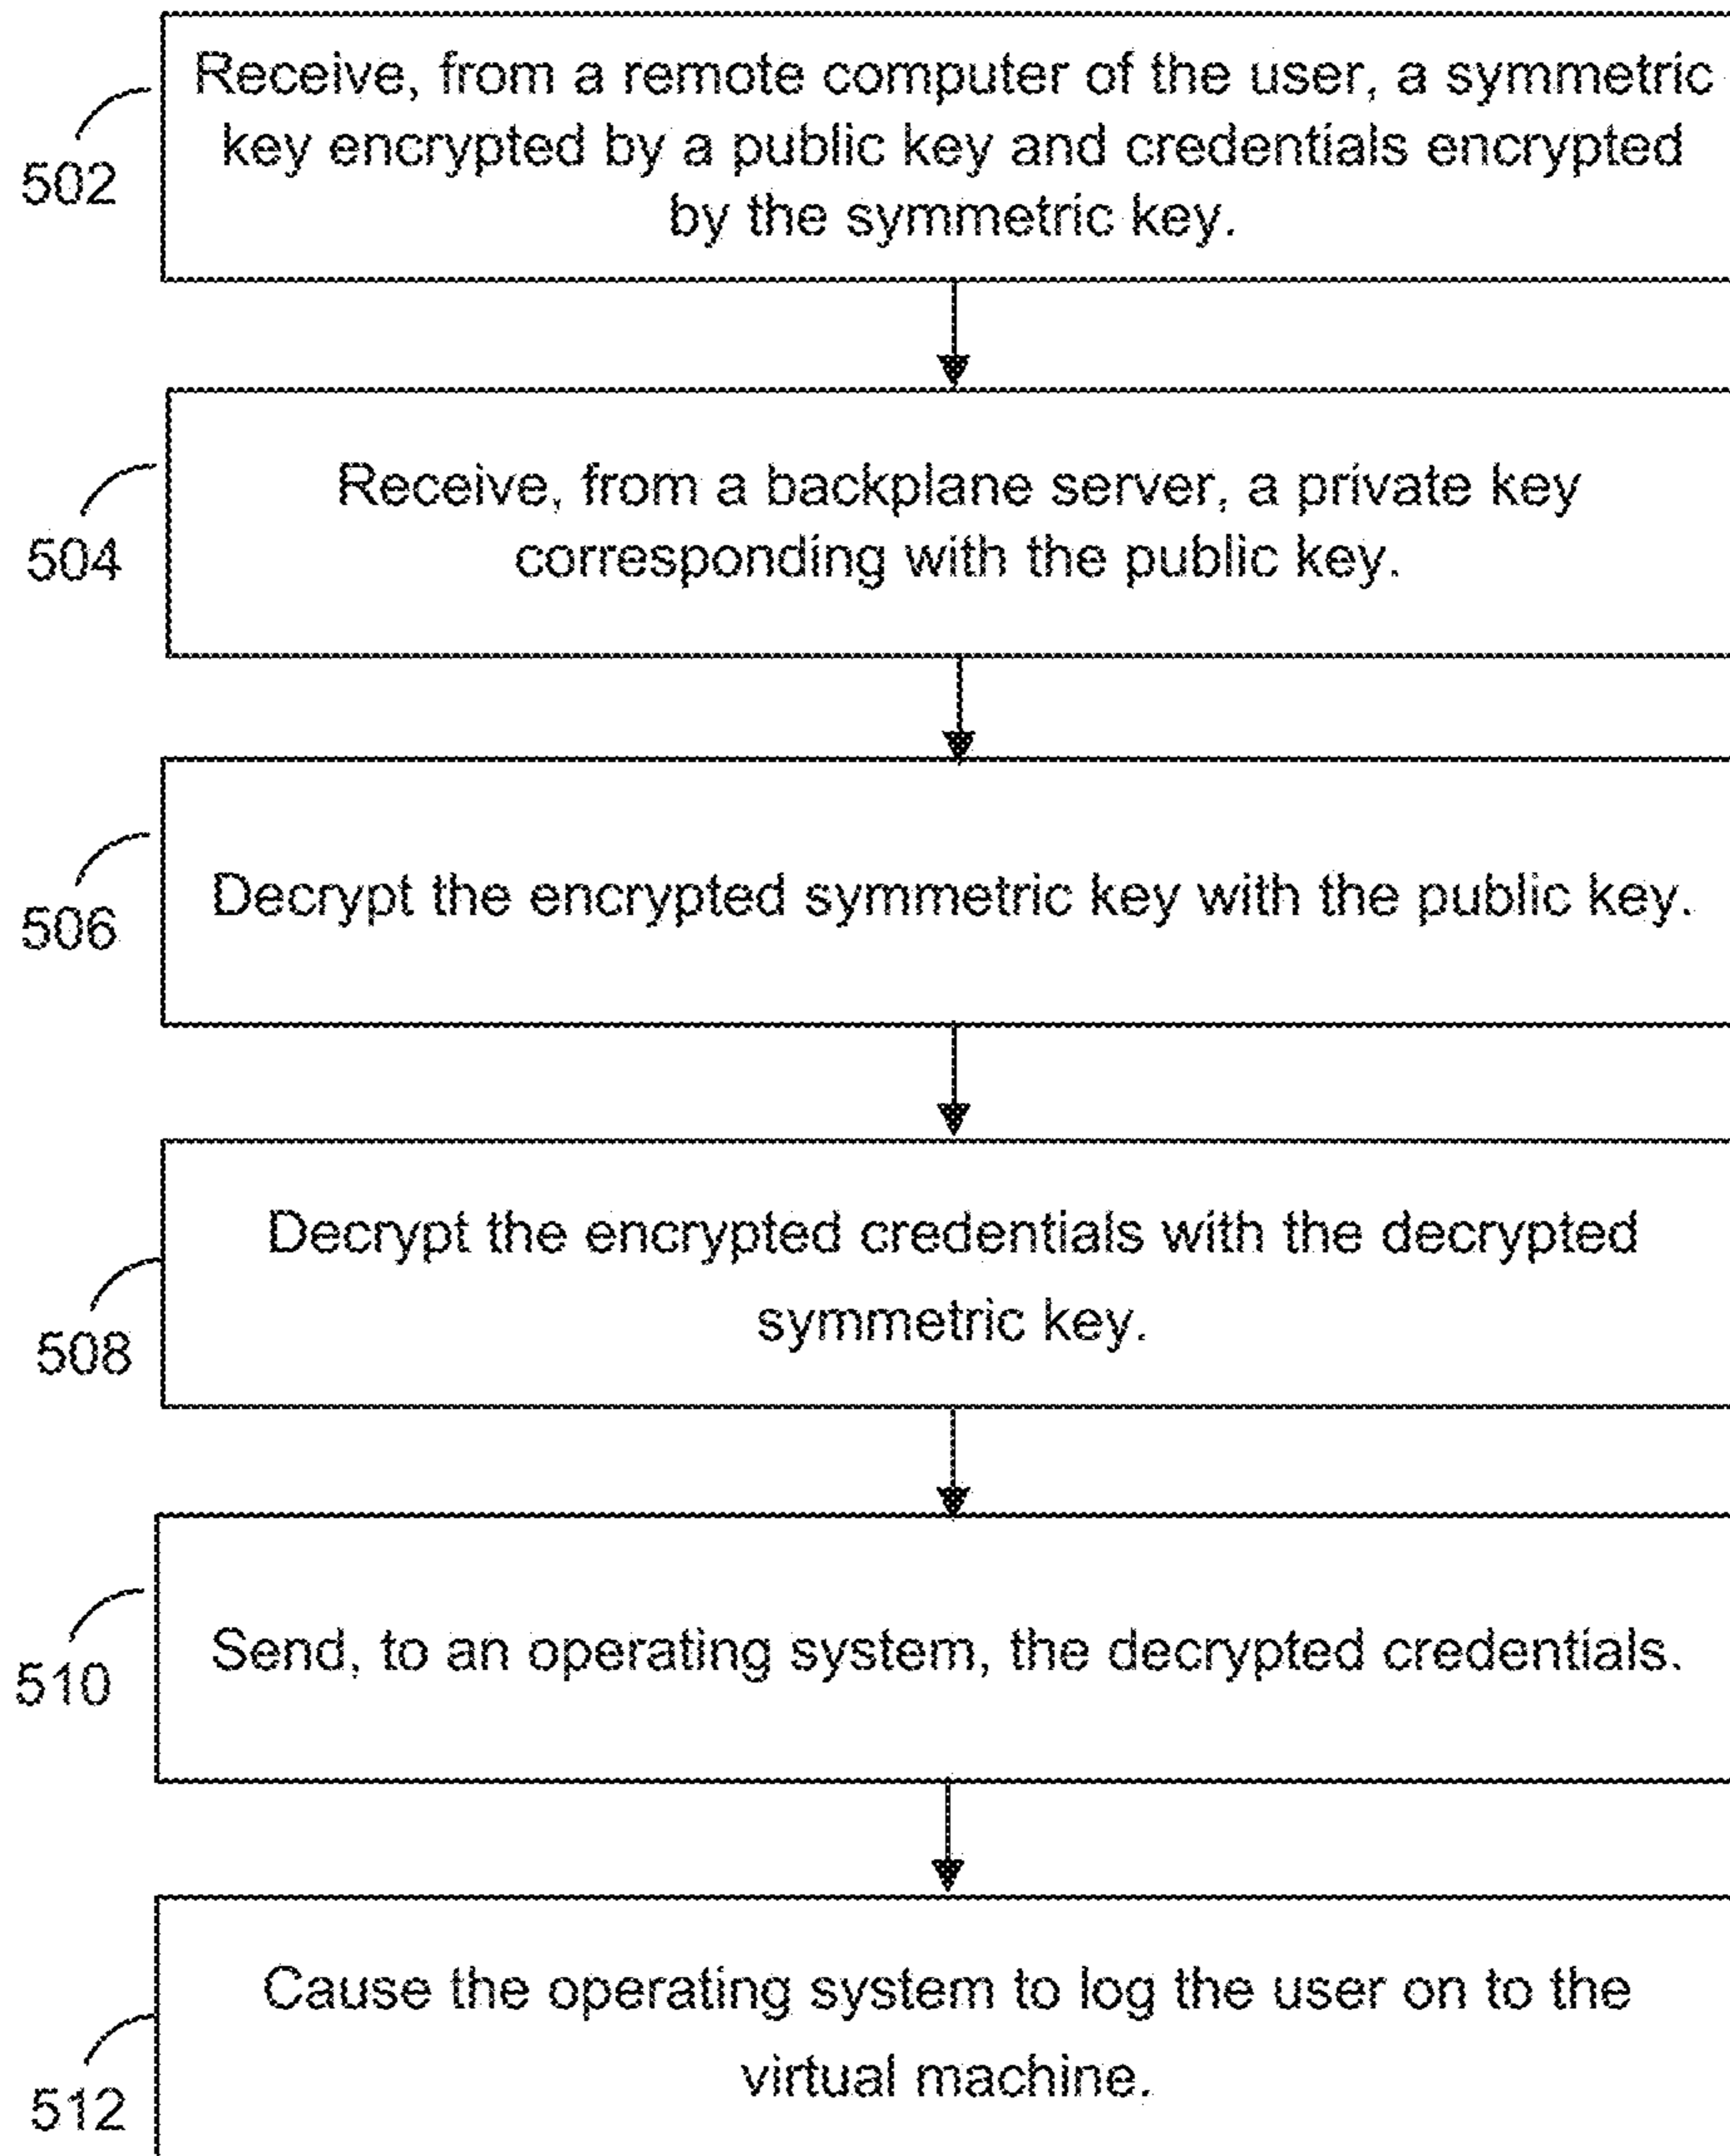 Receive, from a remote computer of the user, a symmetric
key encrypted by a public key and credentials encrypted
by the symmetric key.
502
Receive, from a backplane server, a private key
corresponding with the public key.
504
Decrypt the encrypted symmetric key with the public key.
506
Decrypt the encrypted credentials with the decrypted
symmetric key.
508
Send, to an operating system, the decrypted credentials.
510
Cause the operating system to log the user on to the
virtual machine.
512